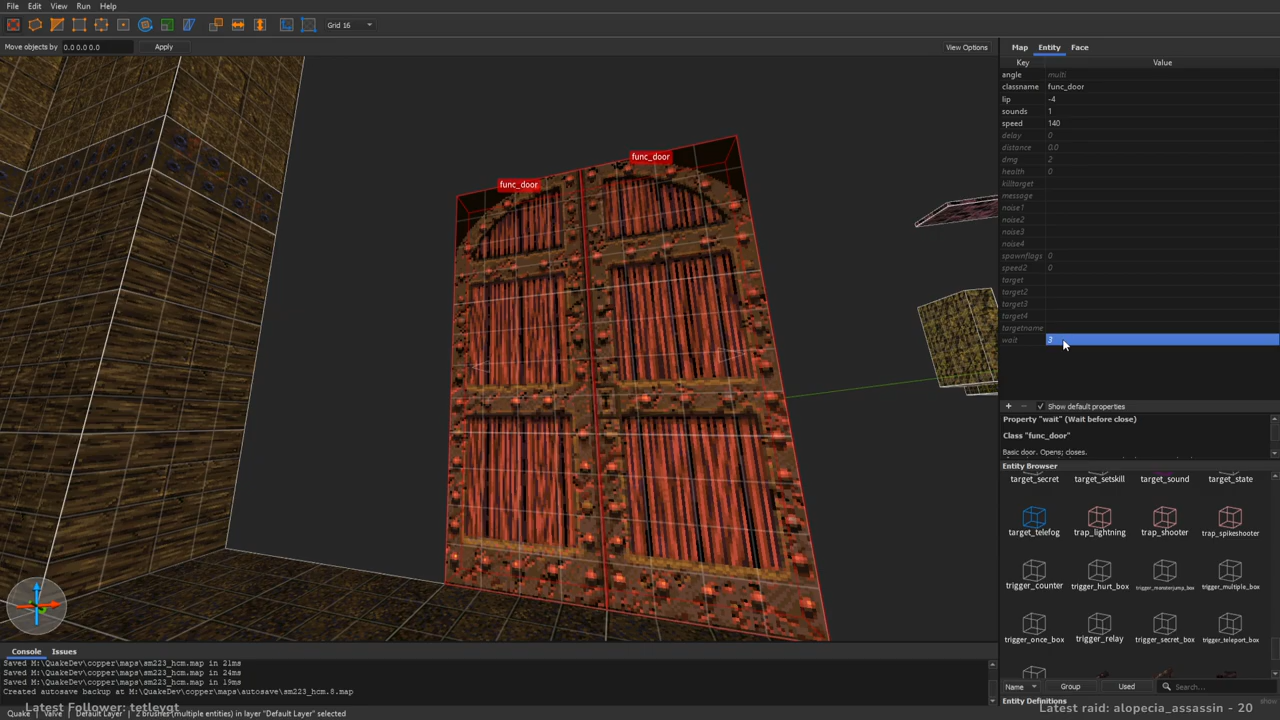 File Edit View Run Help
Grid 16
Move objects by 0.0 0.0 0.0 Apply View Options
Map Entity Face
Key Value
angle multi
classname func_door
lip -4
sounds 1
speed 140
delay 0
distance 0.0
dmg 2
health 0
killtarget
message
noise1
noise2
noise3
noise4
spawnflags 0
speed2 0
target
target2
target3
target4
targetname
wait 3
func_door
func_door
+ − Show default properties
Property "wait" (Wait before close)
Class "func_door"
Basic door. Opens; closes.
Entity Browser
target_secret target_setskill target_sound target_state
target_telefog trap_lightning trap_shooter trap_spikeshooter
trigger_counter trigger_hurt_box trigger_monsterjump_box trigger_multiple_box
trigger_once_box trigger_relay trigger_secret_box trigger_teleport_box
Name Group Used Search...
Entity Definitions
Console Issues
Saved M:\QuakeDev\copper\maps\sm223_hcm.map in 21ms
Saved M:\QuakeDev\copper\maps\sm223_hcm.map in 24ms
Saved M:\QuakeDev\copper\maps\sm223_hcm.map in 19ms
Created autosave backup at M:\QuakeDev\copper\maps\autosave\sm223_hcm.8.map
Latest Follower: tetleygt
Latest raid: alopecia_assassin - 20
Quake Valve Default Layer 2 brushes (multiple entities) in layer "Default Layer" selected